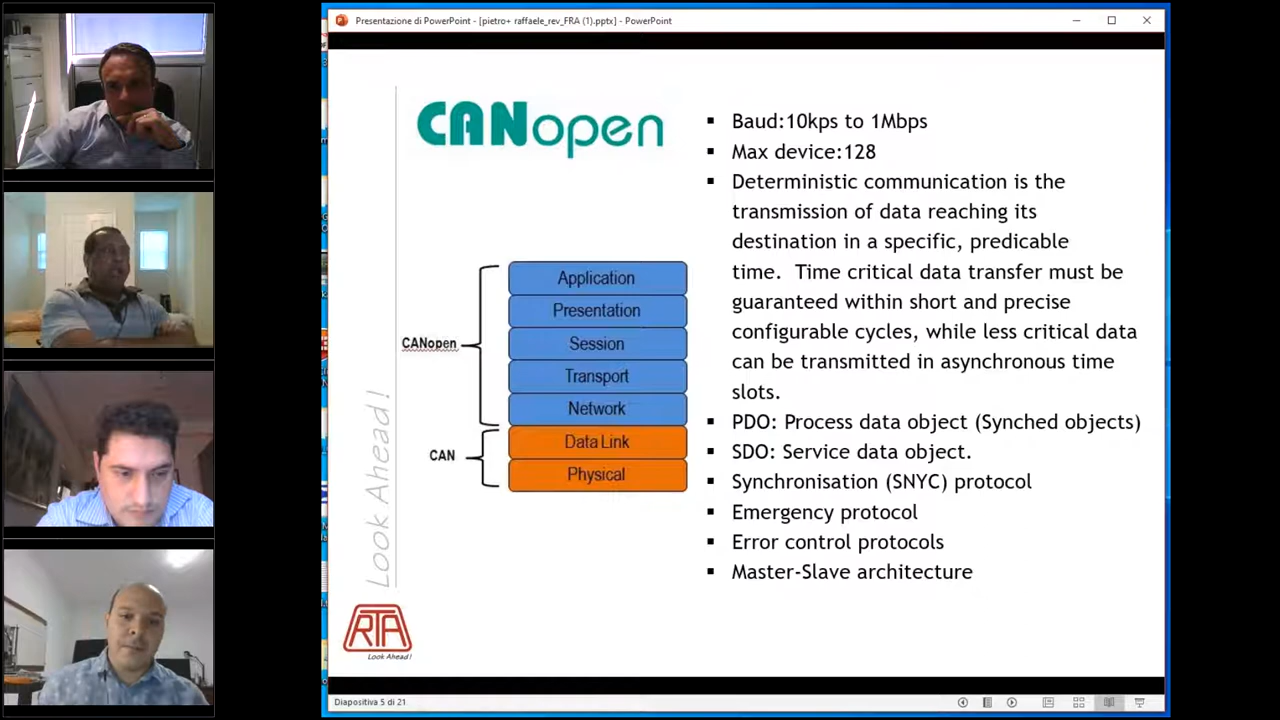 Presentazione di PowerPoint - [pietro+ raffaele_rev_FRA (1).pptx] - PowerPoint
CANopen
Baud:10kps to 1Mbps
Max device:128
Deterministic communication is the
transmission of data reaching its
destination in a specific, predicable
time. Time critical data transfer must be
guaranteed within short and precise
configurable cycles, while less critical data
can be transmitted in asynchronous time
slots.
PDO: Process data object (Synched objects)
SDO: Service data object.
Synchronisation (SNYC) protocol
Emergency protocol
Error control protocols
Master-Slave architecture
CANopen
Application
Presentation
Session
Transport
Network
CAN
Data Link
Physical
Look Ahead!
RTA
Look Ahead!
Diapositiva 5 di 21